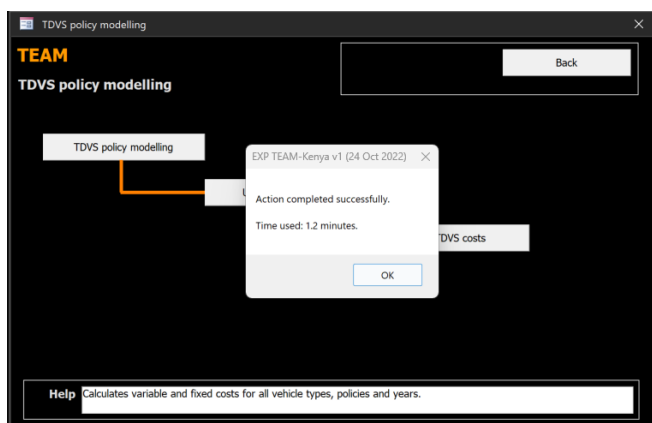 TDVS policy modelling
TEAM
Back
TDVS policy modelling
TDVS policy modelling
EXP TEAM-Kenya v1 (24 Oct 2022)
Action completed successfully.
Time used: 1.2 minutes.
TDVS costs
OK
Help Calculates variable and fixed costs for all vehicle types, policies and years.